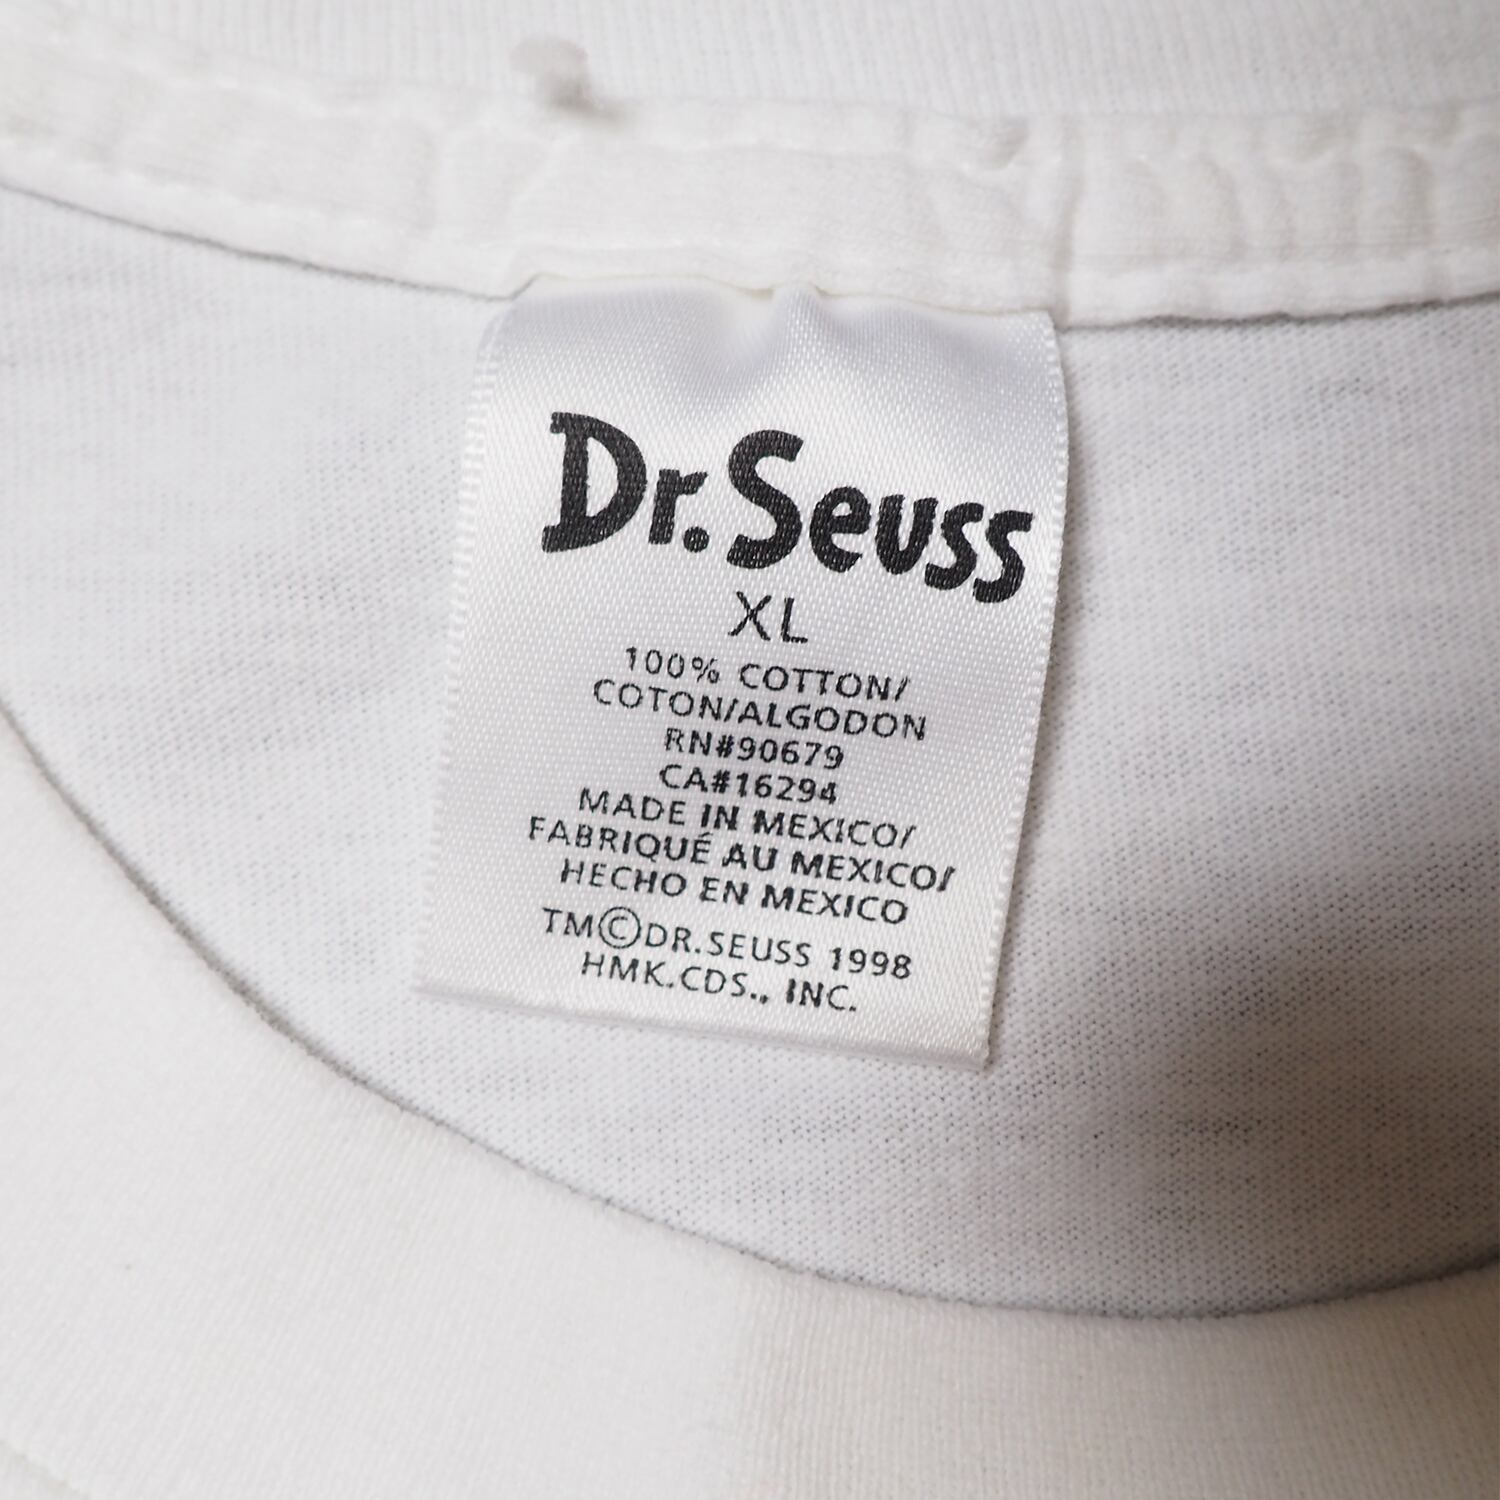 Dr. Seuss
XL
100% COTTON/
COTON/ALGODON
RN#90679
CA#16294
MADE IN MEXICO/
FABRIQUÉ AU MEXICO/
HECHO EN MEXICO
TM©DR.SEUSS 1998
HMK.CDS., INC.